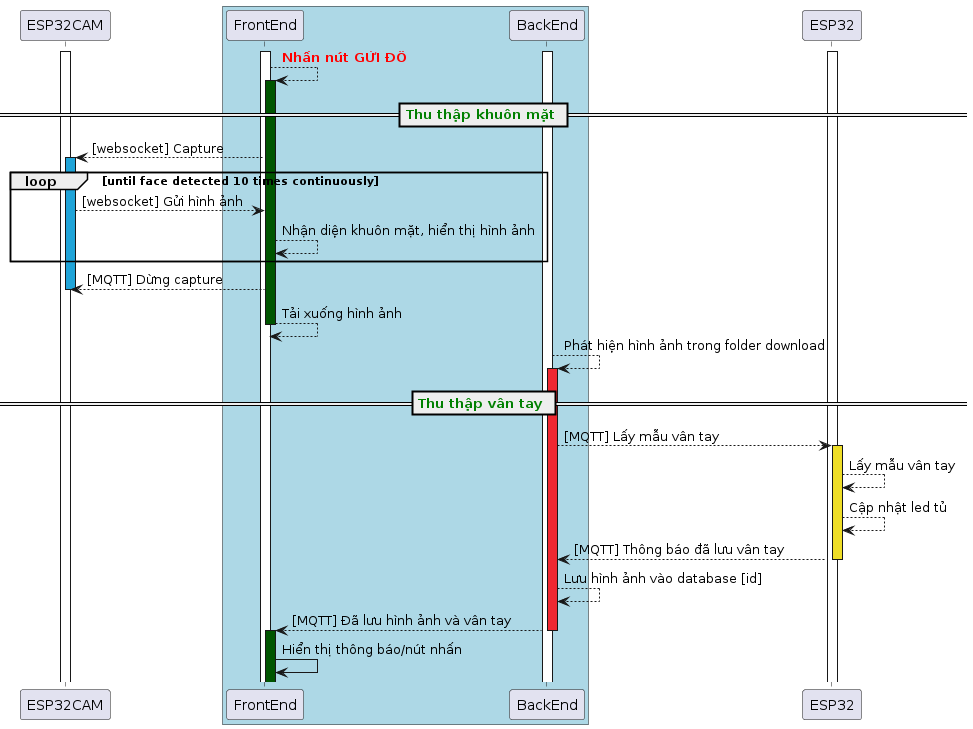 ESP32CAM
FrontEnd
BackEnd
ESP32
Nhấn nút GỬI ĐỒ
Thu thập khuôn mặt
[websocket] Capture
loop
[until face detected 10 times continuously]
[websocket] Gửi hình ảnh
Nhận diện khuôn mặt, hiển thị hình ảnh
[MQTT] Dừng capture
Tải xuống hình ảnh
Phát hiện hình ảnh trong folder download
Thu thập vân tay
[MQTT] Lấy mẫu vân tay
Lấy mẫu vân tay
Cập nhật led tủ
[MQTT] Thông báo đã lưu vân tay
Lưu hình ảnh vào database [id]
[MQTT] Đã lưu hình ảnh và vân tay
Hiển thị thông báo/nút nhấn
ESP32CAM
FrontEnd
BackEnd
ESP32